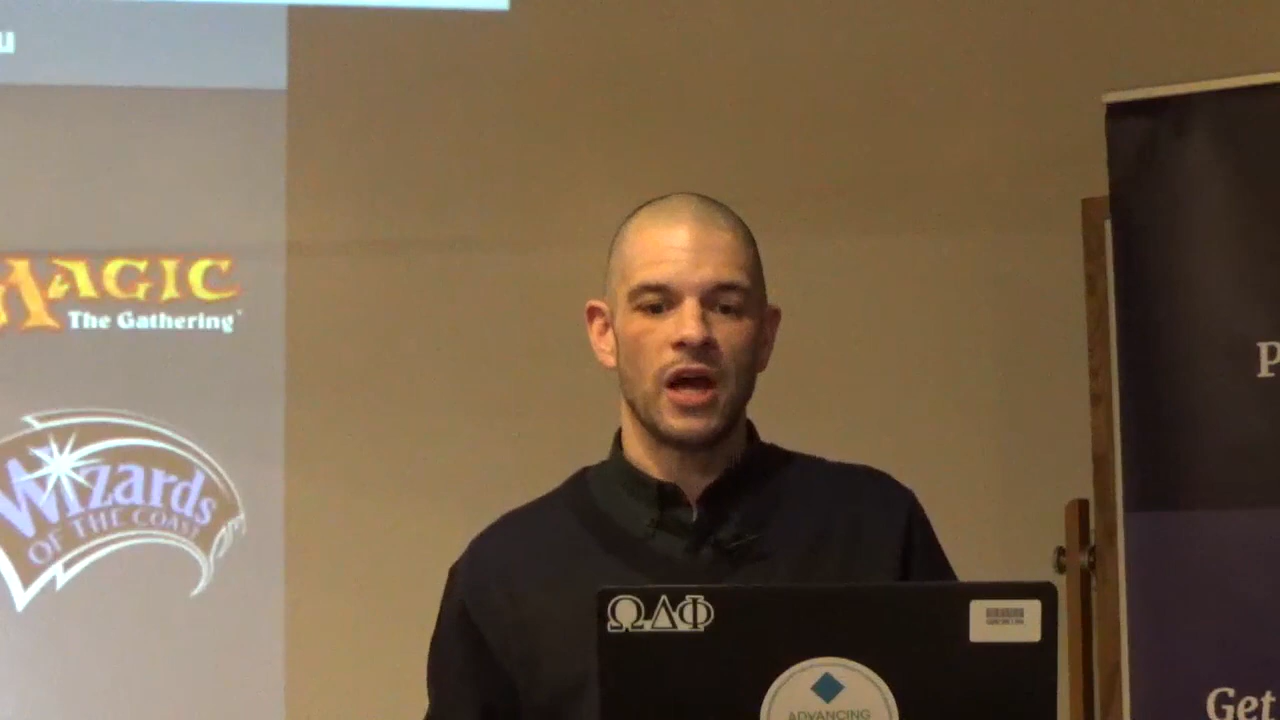 u
MAGIC
The Gathering
Wizards
OF THE COAST
P
ΩΔΦ
ADVANCING
Get